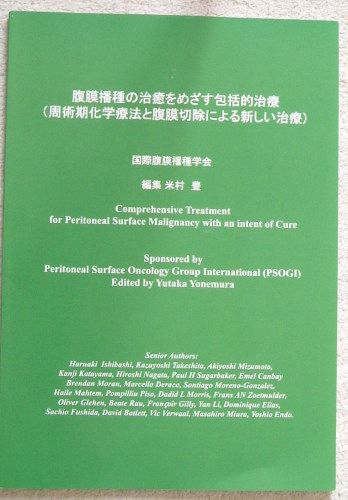 腹膜播種の治癒をめざす包括的治療
（周術期化学療法と腹膜切除による新しい治療）
国際腹膜播種学会
編集 米村 豊
Comprehensive Treatment
for Peritoneal Surface Malignancy with an intent of Cure
Sponsored by
Peritoneal Surface Oncology Group International (PSOGI)
Edited by Yutaka Yonemura
Senior Authors:
Haruaki Ishibashi, Kazuyoshi Takeshita, Akiyoshi Mizumoto,
Kanji Katayama, Hiroshi Nagata, Paul H Sugarbaker, Emel Canbay
Brendan Moran, Marcello Deraco, Santiago Moreno-Gonzalez,
Haile Mahtem, Pompilliu Piso, Dadid L Morris, Frans AN Zoetmulder,
Oliver Glehen, Beate Rau, Françoir Gilly, Yan Li, Dominique Elias,
Sachio Fushida, David Batlett, Vic Verwaal, Masahiro Miura, Yoshio Endo.